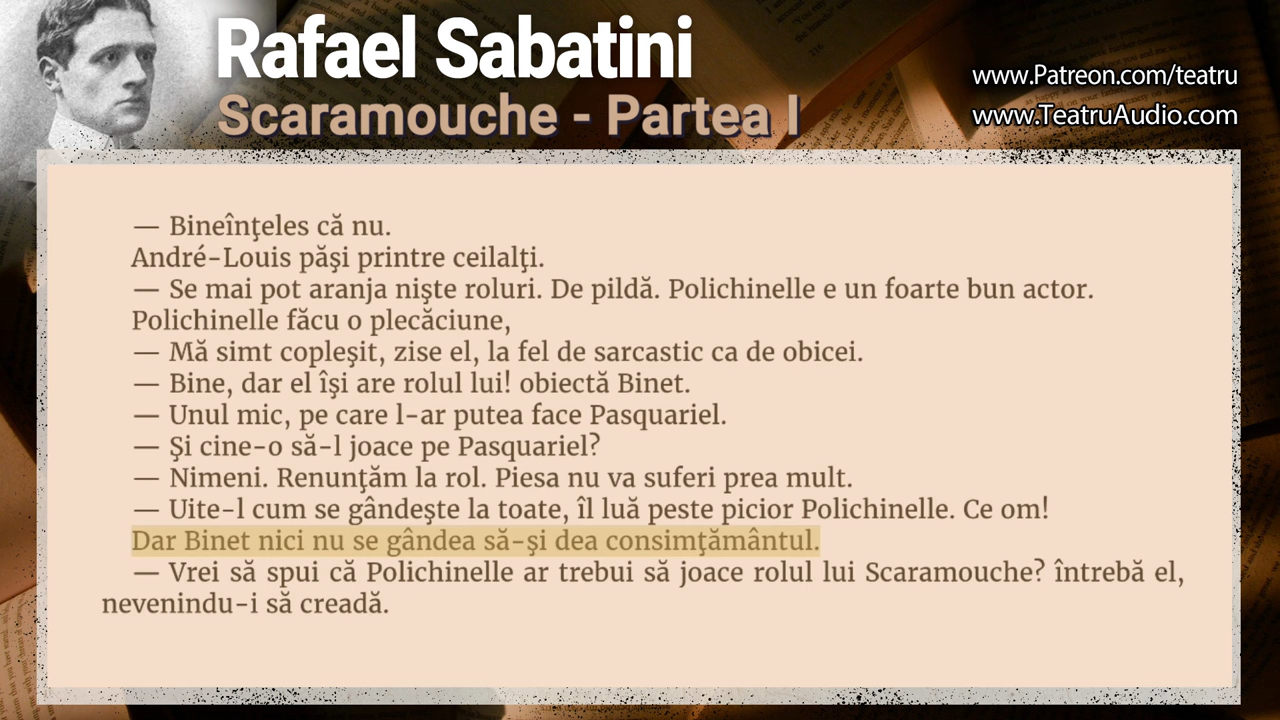 Rafael Sabatini
Scaramouche - Partea I
www.Patreon.com/teatru
www.TeatruAudio.com
— Bineînţeles că nu.
André-Louis păşi printre ceilalţi.
— Se mai pot aranja nişte roluri. De pildă. Polichinelle e un foarte bun actor.
Polichinelle făcu o plecăciune,
— Mă simt copleşit, zise el, la fel de sarcastic ca de obicei.
— Bine, dar el îşi are rolul lui! obiectă Binet.
— Unul mic, pe care l-ar putea face Pasquariel.
— Şi cine-o să-l joace pe Pasquariel?
— Nimeni. Renunţăm la rol. Piesa nu va suferi prea mult.
— Uite-l cum se gândeşte la toate, îl luă peste picior Polichinelle. Ce om!
Dar Binet nici nu se gândea să-şi dea consimţământul.
— Vrei să spui că Polichinelle ar trebui să joace rolul lui Scaramouche? întrebă el,
nevenindu-i să creadă.